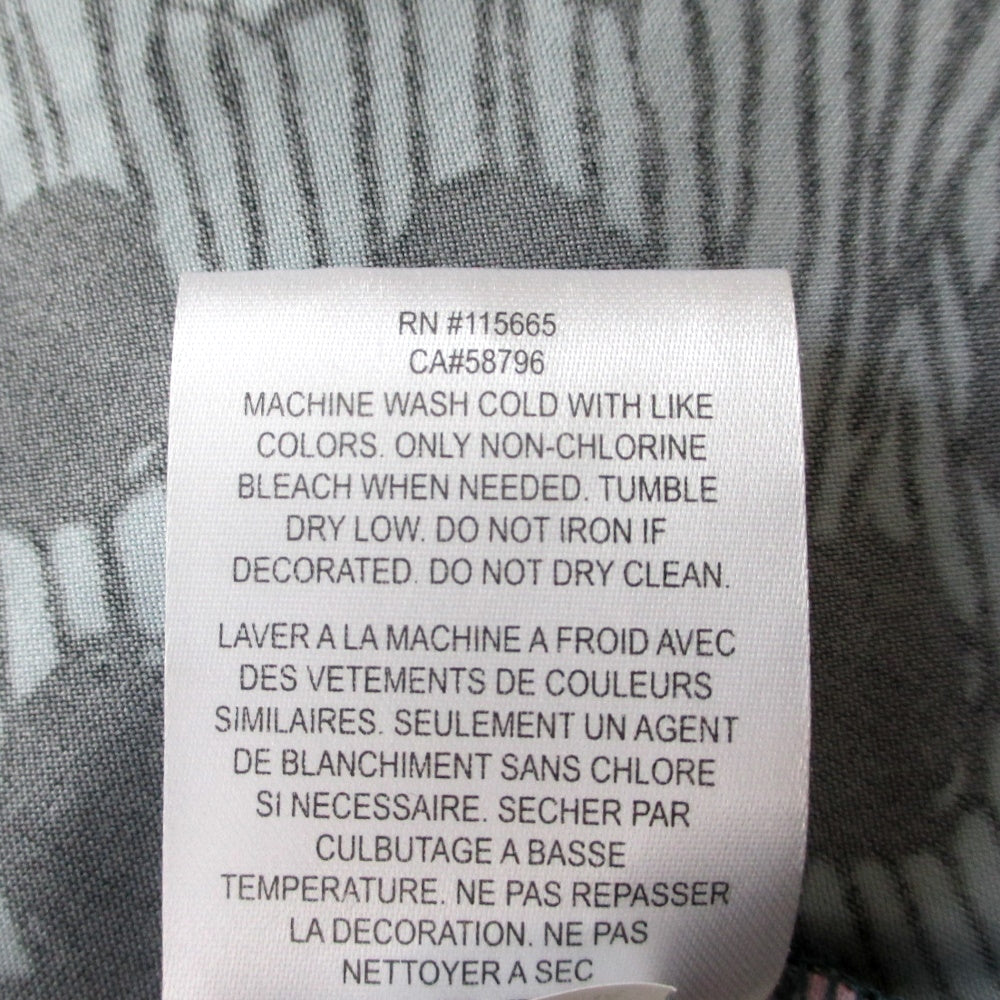 RN #115665
CA#58796
MACHINE WASH COLD WITH LIKE
COLORS. ONLY NON-CHLORINE
BLEACH WHEN NEEDED. TUMBLE
DRY LOW. DO NOT IRON IF
DECORATED. DO NOT DRY CLEAN.
LAVER A LA MACHINE A FROID AVEC
DES VETEMENTS DE COULEURS
SIMILAIRES. SEULEMENT UN AGENT
DE BLANCHIMENT SANS CHLORE
SI NECESSAIRE. SECHER PAR
CULBUTAGE A BASSE
TEMPERATURE. NE PAS REPASSER
LA DECORATION. NE PAS
NETTOYER A SEC